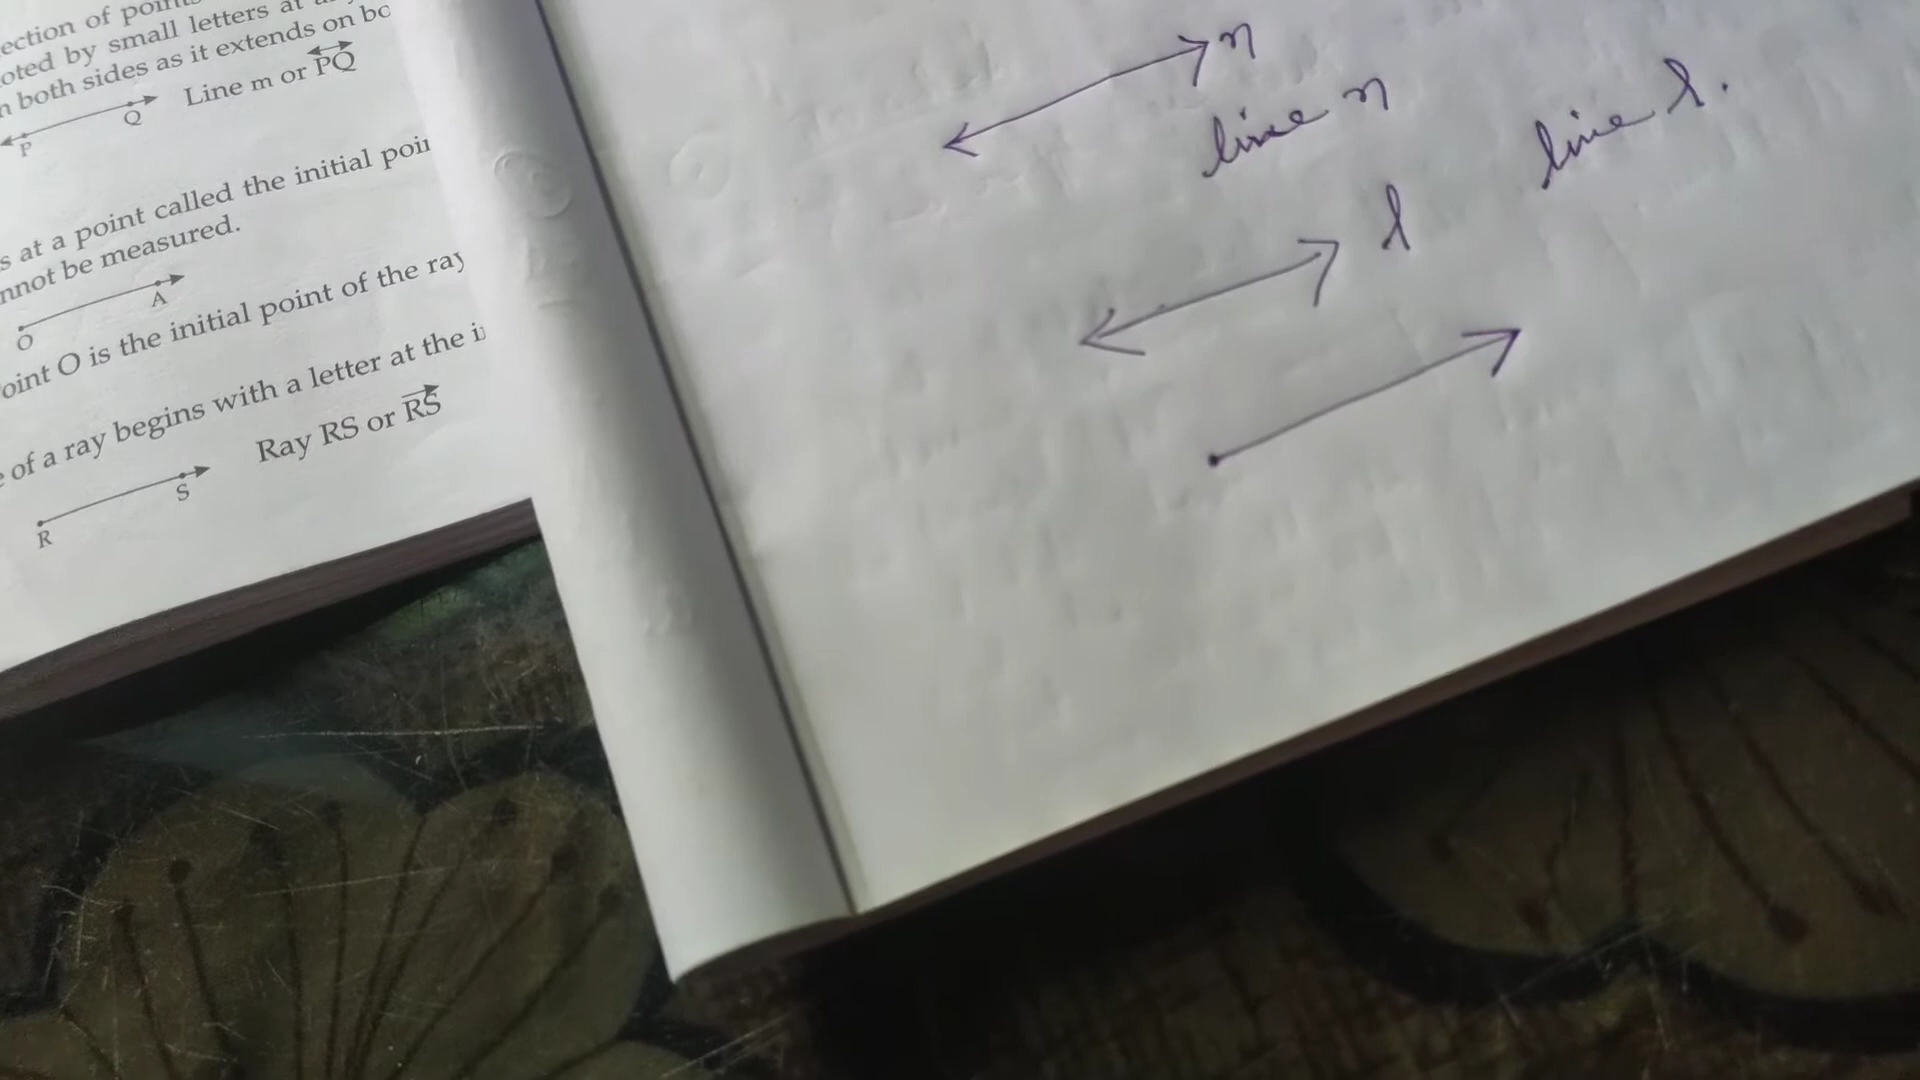 ection of points
oted by small letters at
n both sides as it extends on bo
P Q Line m or PQ
s at a point called the initial poin
nnot be measured.
O A
oint O is the initial point of the ray
of a ray begins with a letter at the
R S Ray RS or RS
n
line n
line l.
l